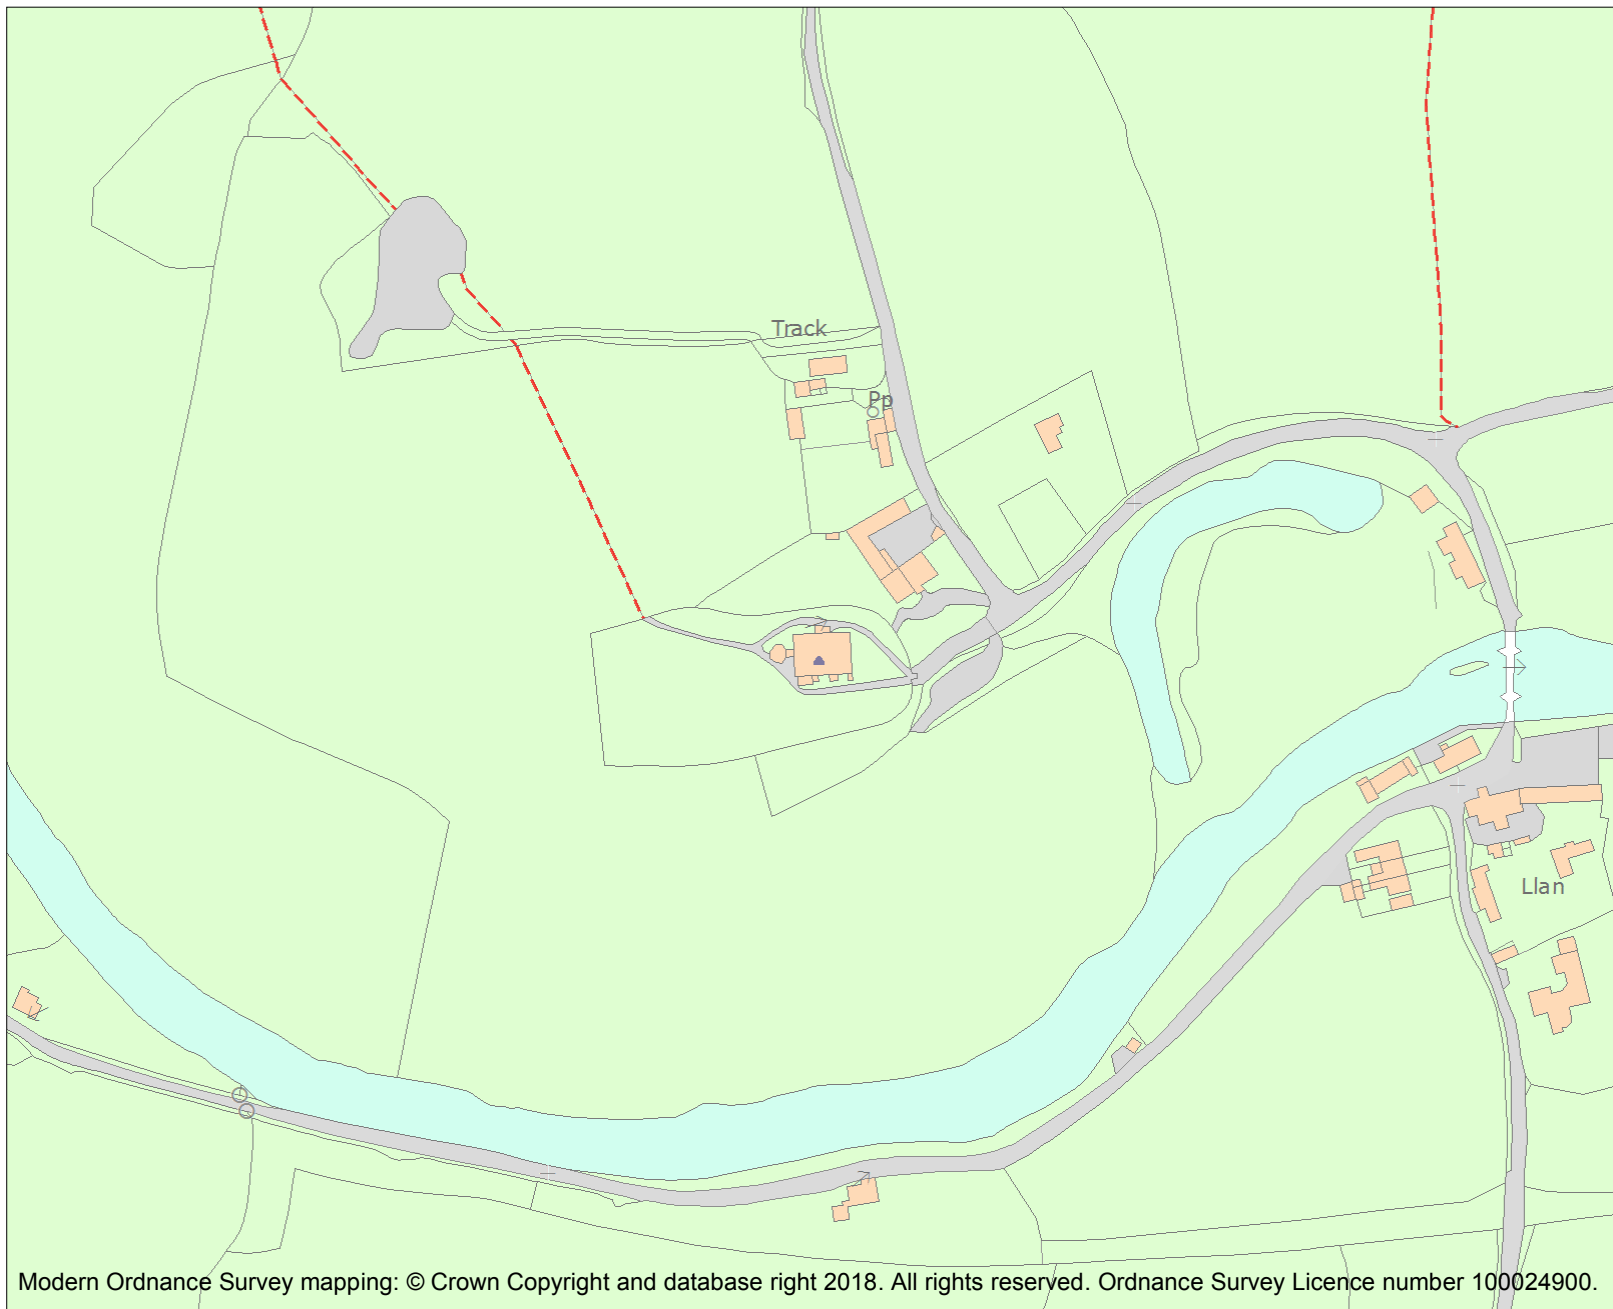 Track
Pp
Llan
Modern Ordnance Survey mapping: © Crown Copyright and database right 2018. All rights reserved. Ordnance Survey Licence number 100024900.